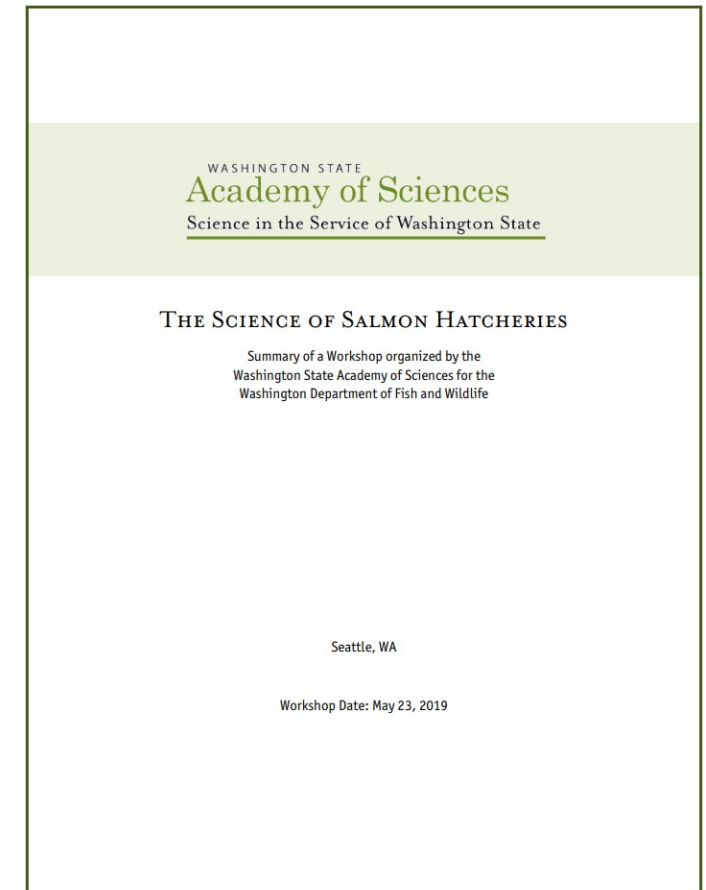 WASHINGTON STATE
Academy of Sciences
Science in the Service of Washington State
THE SCIENCE OF SALMON HATCHERIES
Summary of a Workshop organized by the
Washington State Academy of Sciences for the
Washington Department of Fish and Wildlife
Seattle, WA
Workshop Date: May 23, 2019